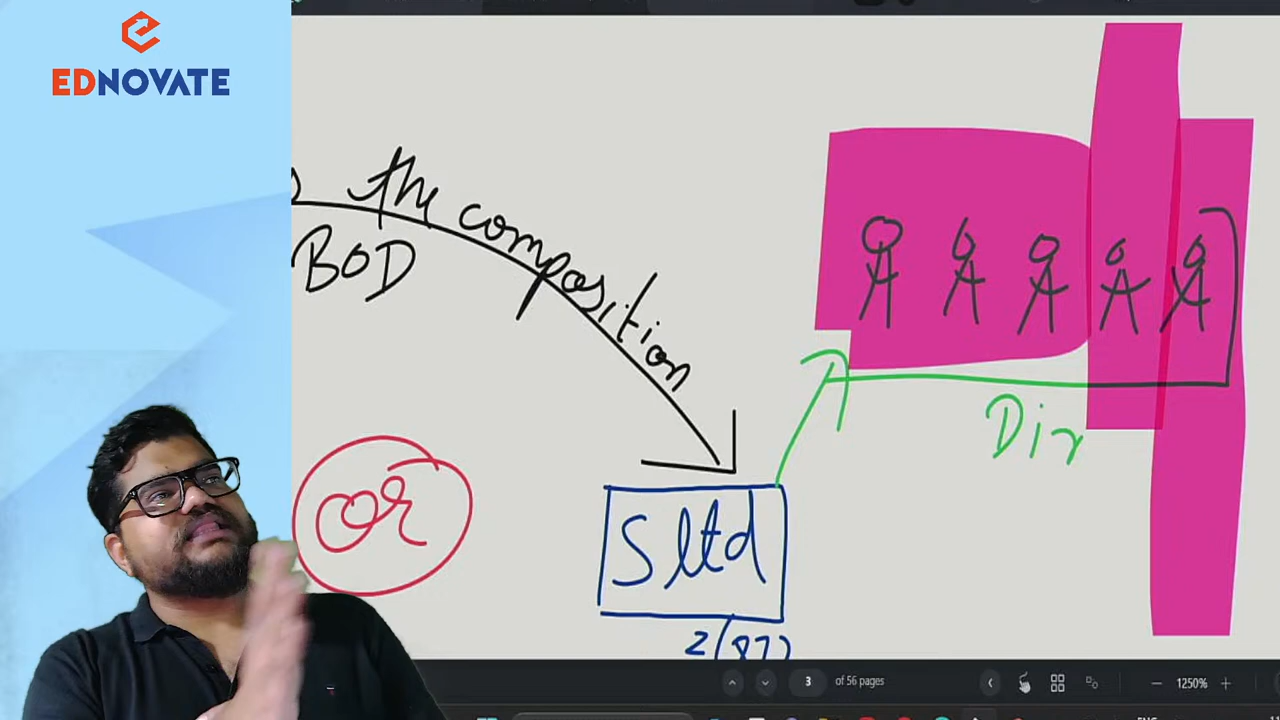 EDNOVATE
the composition
BOD
or
Dir
S ltd
2(87)
3 of 56 pages
1250%